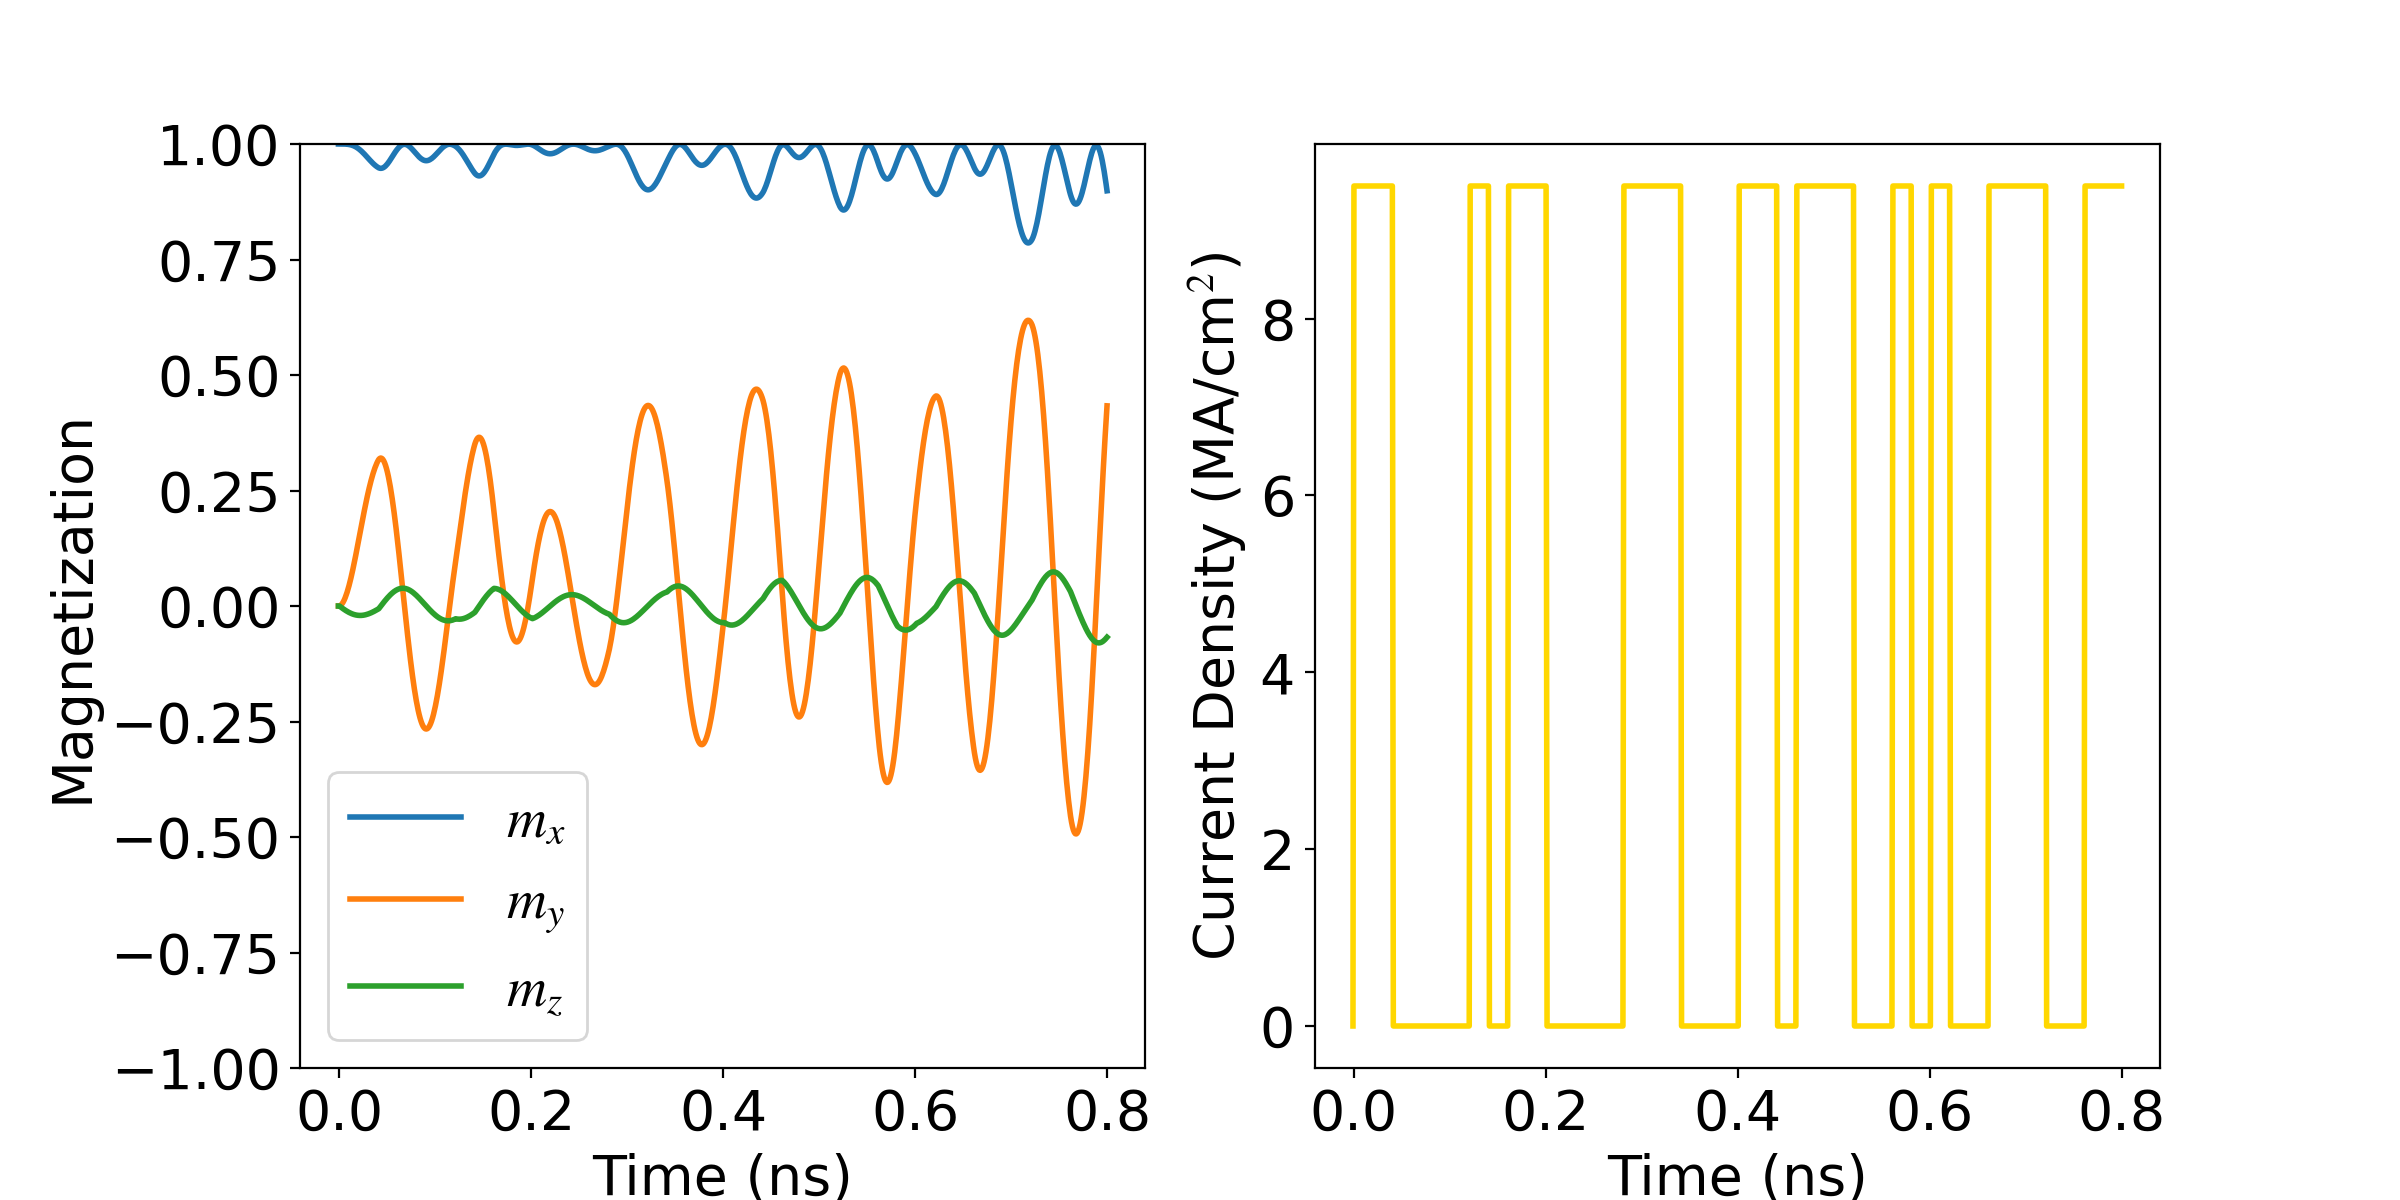 1.00
0.75
0.50
0.25
0.00
−0.25
−0.50
−0.75
−1.00
Magnetization
m_x
m_y
m_z
0.0 0.2 0.4 0.6 0.8
Time (ns)
8
6
4
2
0
Current Density (MA/cm²)
0.0 0.2 0.4 0.6 0.8
Time (ns)